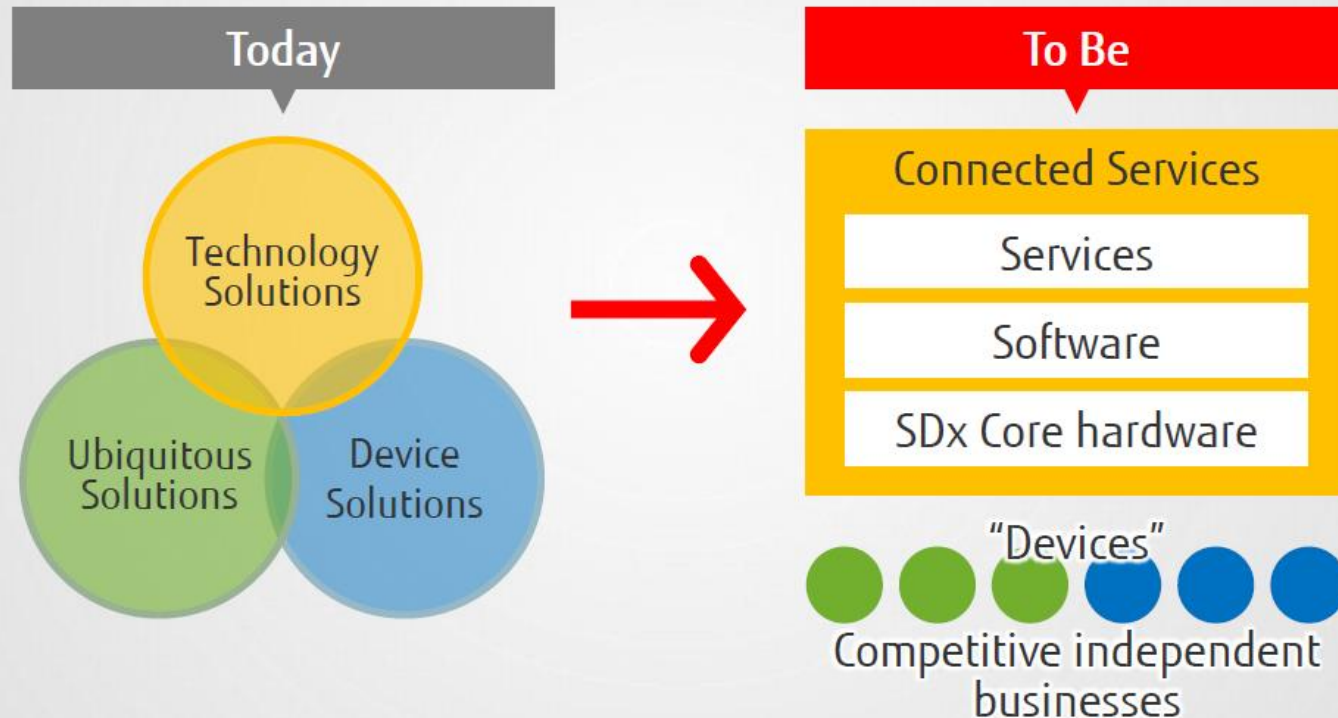 Today
Technology
Solutions
Ubiquitous
Solutions
Device
Solutions
To Be
Connected Services
Services
Software
SDx Core hardware
“Devices”
Competitive independent
businesses